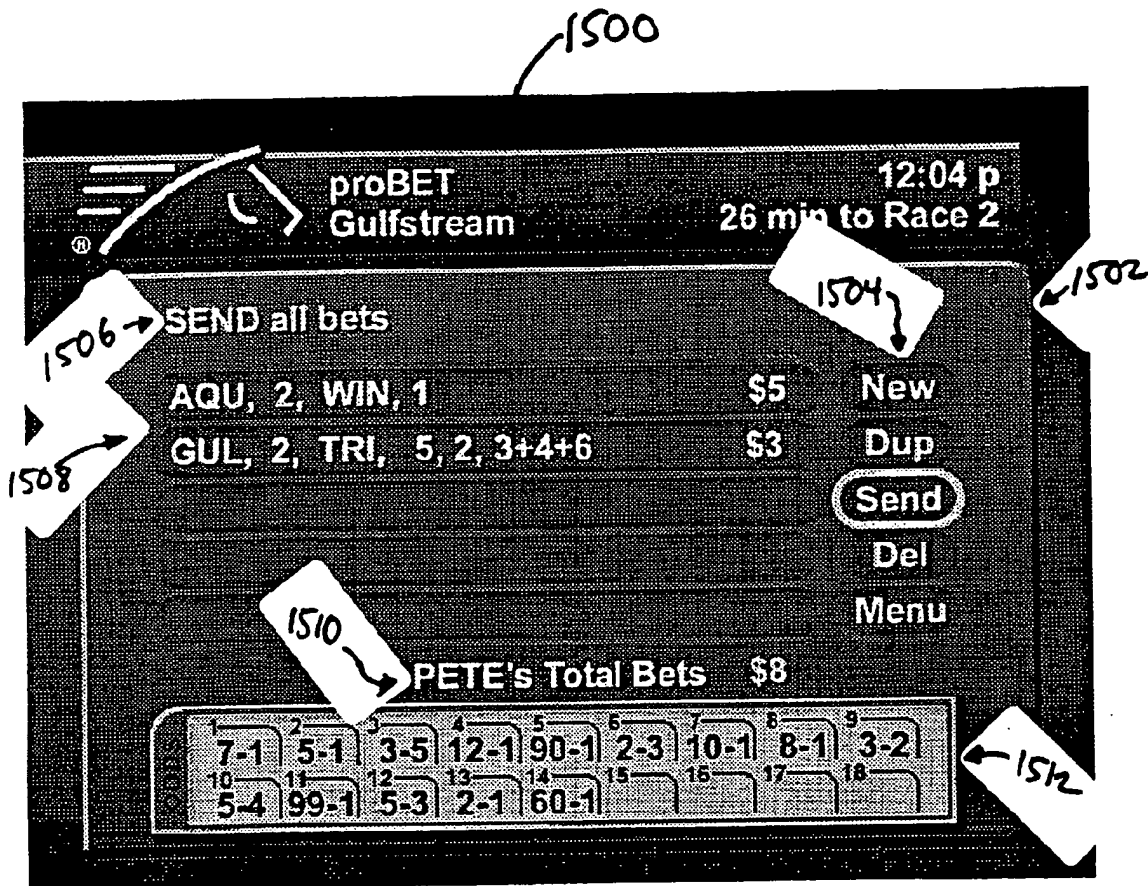 1500
proBET
12:04 p
Gulfstream
26 min to Race 2
®
1502
1504
1506
SEND all bets
AQU, 2, WIN, 1 $5 New
1508
GUL, 2, TRI, 5, 2, 3+4+6 $3 Dup
Send
Del
Menu
1510
PETE's Total Bets $8
ODDS
1 2 3 4 5 6 7 8 9
7-1 5-1 3-5 12-1 90-1 2-3 10-1 8-1 3-2
10 11 12 13 14 15 16 17 18
5-4 99-1 5-3 2-1 60-1
1512